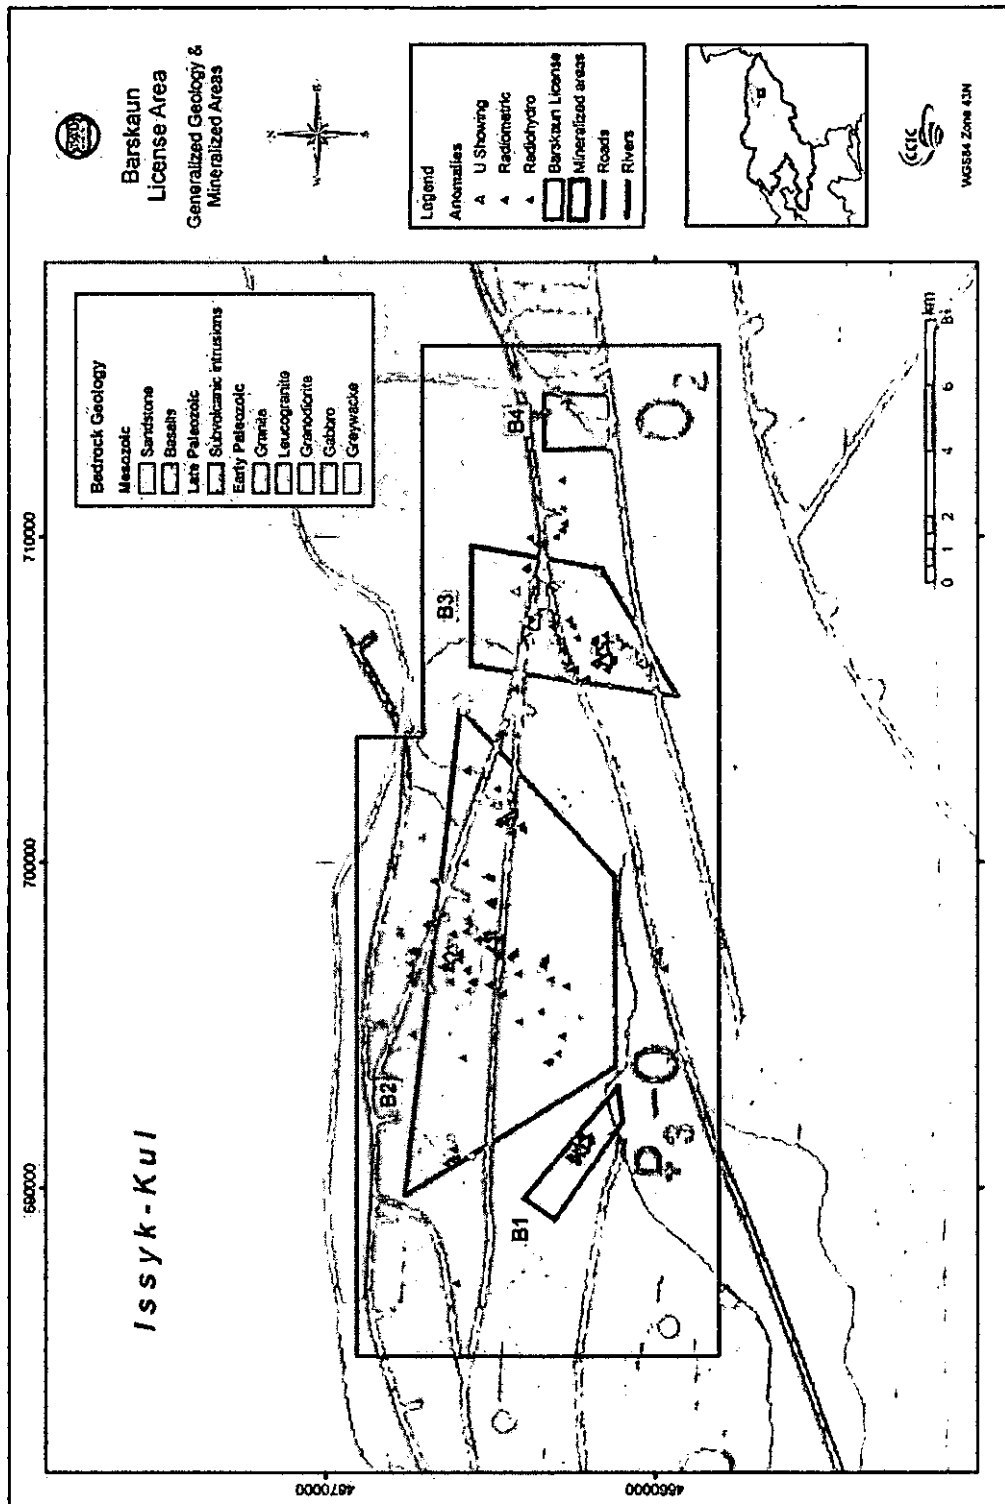 Barskaun
License Area
Generalized Geology &
Mineralized Areas
Legend
Anomalies
U Showing
Radiometric
Radiohydro
Barskaun License
Mineralized areas
Roads
Rivers
WGS84 Zone 43N
Bedrock Geology
Mesozoic
Sandstone
Basalts
Late Paleozoic
Subvolcanic intrusions
Early Paleozoic
Granite
Leucogranite
Granodiorite
Gabbro
Greywacke
Issyk-Kul
690000
700000
710000
4670000
4660000
B1
B2
B3
B4
0 1 2 4 6 8
km